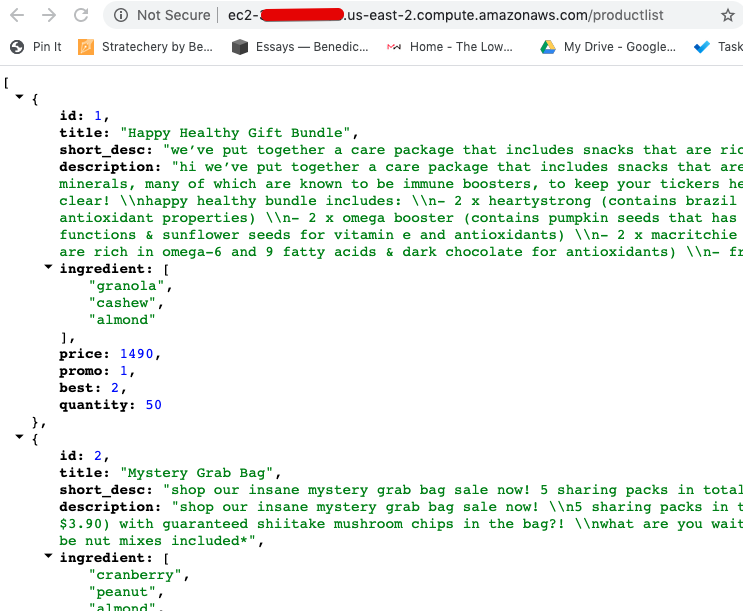 Not Secure | ec2- .us-east-2.compute.amazonaws.com/productlist
Pin It Stratechery by Be... Essays — Benedic... Home - The Low... My Drive - Google... Task
[
{
id: 1,
title: "Happy Healthy Gift Bundle",
short_desc: "we’ve put together a care package that includes snacks that are ric
description: "hi we’ve put together a care package that includes snacks that are
minerals, many of which are known to be immune boosters, to keep your tickers he
clear! \\nhappy healthy bundle includes: \\n- 2 x heartystrong (contains brazil
antioxidant properties) \\n- 2 x omega booster (contains pumpkin seeds that has
functions & sunflower seeds for vitamin e and antioxidants) \\n- 2 x macritchie
are rich in omega-6 and 9 fatty acids & dark chocolate for antioxidants) \\n- fr
ingredient: [
"granola",
"cashew",
"almond"
],
price: 1490,
promo: 1,
best: 2,
quantity: 50
},
{
id: 2,
title: "Mystery Grab Bag",
short_desc: "shop our insane mystery grab bag sale now! 5 sharing packs in total
description: "shop our insane mystery grab bag sale now! \\n5 sharing packs in t
$3.90) with guaranteed shiitake mushroom chips in the bag?! \\nwhat are you wait
be nut mixes included*",
ingredient: [
"cranberry",
"peanut",
"almond",